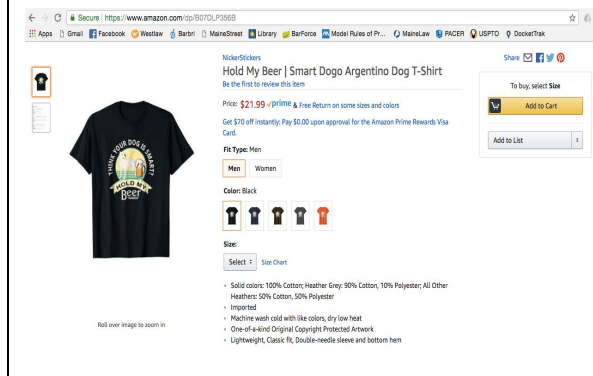 Secure | https://www.amazon.com/dp/B07DLP356B
Apps Gmail Facebook Westlaw Barbri MaineStreet Library BarForce Model Rules of Pr... MaineLaw PACER USPTO DocketTrak
NickerStickers
Hold My Beer | Smart Dogo Argentino Dog T-Shirt
Be the first to review this item
Price: $21.99 prime & Free Return on some sizes and colors
Get $70 off instantly: Pay $0.00 upon approval for the Amazon Prime Rewards Visa
Card.
Fit Type: Men
Men Women
Color: Black
Size:
Select Size Chart
Solid colors: 100% Cotton; Heather Grey: 90% Cotton, 10% Polyester; All Other
Heathers: 50% Cotton, 50% Polyester
Imported
Machine wash cold with like colors, dry low heat
One-of-a-kind Original Copyright Protected Artwork
Lightweight, Classic fit, Double-needle sleeve and bottom hem
THINK YOUR DOG IS SMART?
HOLD MY
Beer
Roll over image to zoom in
Share
To buy, select Size
Add to Cart
Add to List